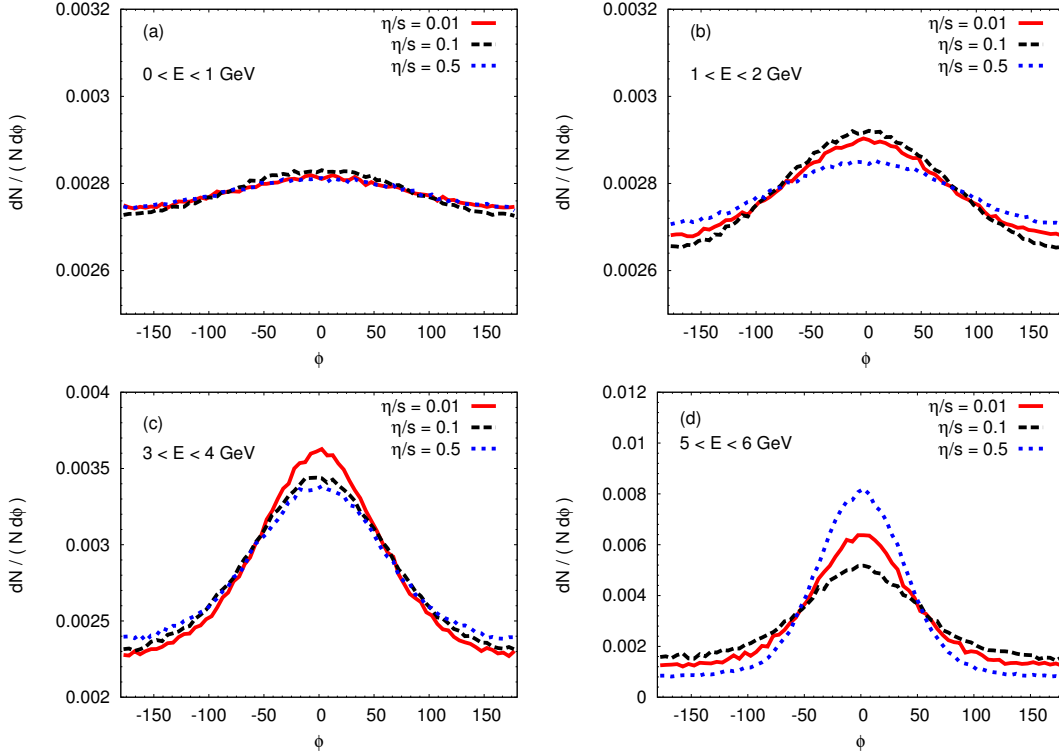 (a)
0 < E < 1 GeV
η/s = 0.01
η/s = 0.1
η/s = 0.5
dN / ( N dϕ)
0.0032
0.003
0.0028
0.0026
-150 -100 -50 0 50 100 150
ϕ
(b)
1 < E < 2 GeV
η/s = 0.01
η/s = 0.1
η/s = 0.5
dN / ( N dϕ)
0.0032
0.003
0.0028
0.0026
-150 -100 -50 0 50 100 150
ϕ
(c)
3 < E < 4 GeV
η/s = 0.01
η/s = 0.1
η/s = 0.5
dN / ( N dϕ)
0.004
0.0035
0.003
0.0025
0.002
-150 -100 -50 0 50 100 150
ϕ
(d)
5 < E < 6 GeV
η/s = 0.01
η/s = 0.1
η/s = 0.5
dN / ( N dϕ)
0.012
0.01
0.008
0.006
0.004
0.002
0
-150 -100 -50 0 50 100 150
ϕ